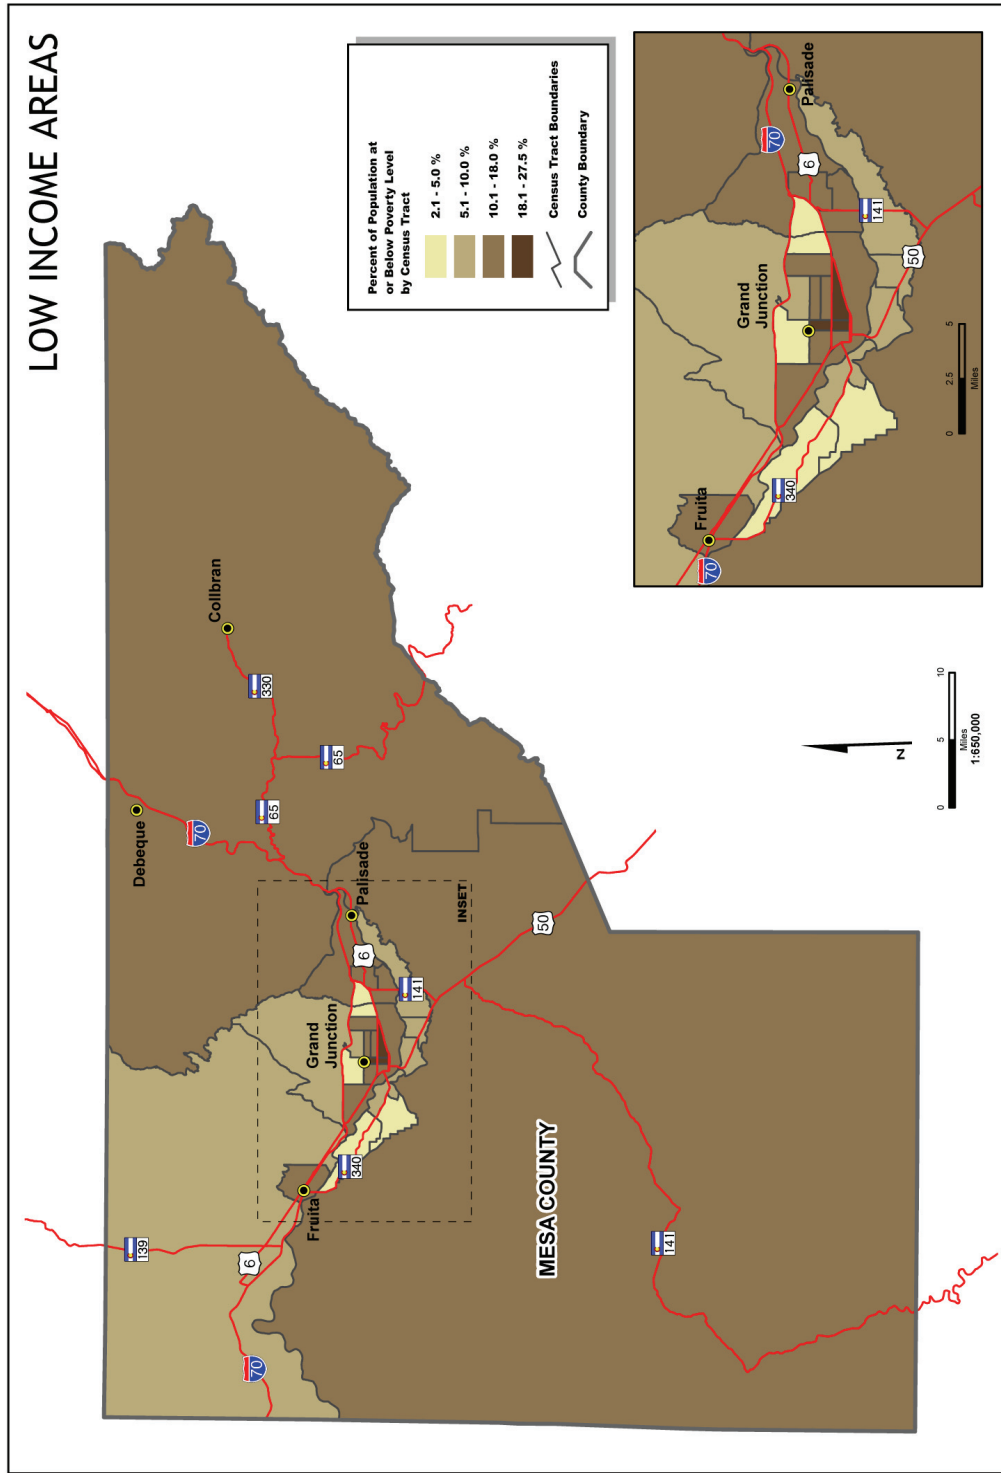 LOW INCOME AREAS
Percent of Population at
or Below Poverty Level
by Census Tract
2.1 - 5.0 %
5.1 - 10.0 %
10.1 - 18.0 %
18.1 - 27.5 %
Census Tract Boundaries
County Boundary
139
6
70
Fruita
340
Grand
Junction
6
141
Palisade
INSET
50
Debeque
70
65
65
330
Collbran
MESA COUNTY
141
N
0 5 10
Miles
1:650,000
70
Fruita
340
Grand
Junction
70
6
Palisade
141
50
0 2.5 5
Miles